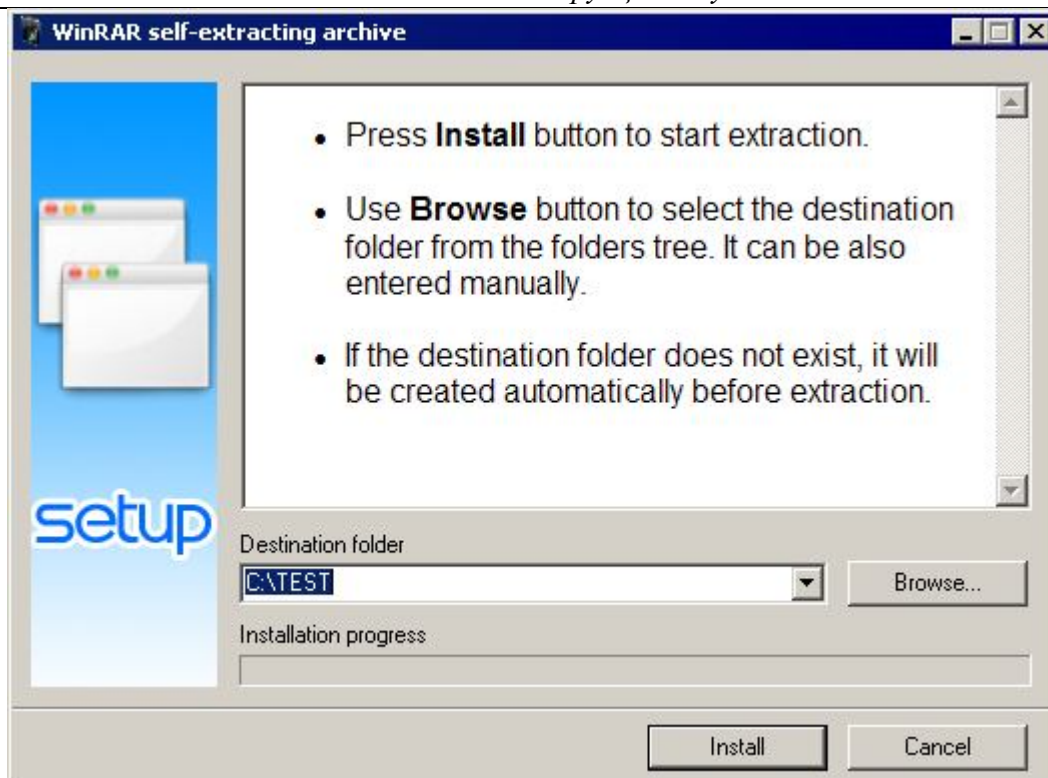 WinRAR self-extracting archive
• Press Install button to start extraction.
• Use Browse button to select the destination
folder from the folders tree. It can be also
entered manually.
• If the destination folder does not exist, it will
be created automatically before extraction.
setup
Destination folder
C:\TEST
Browse...
Installation progress
Install
Cancel